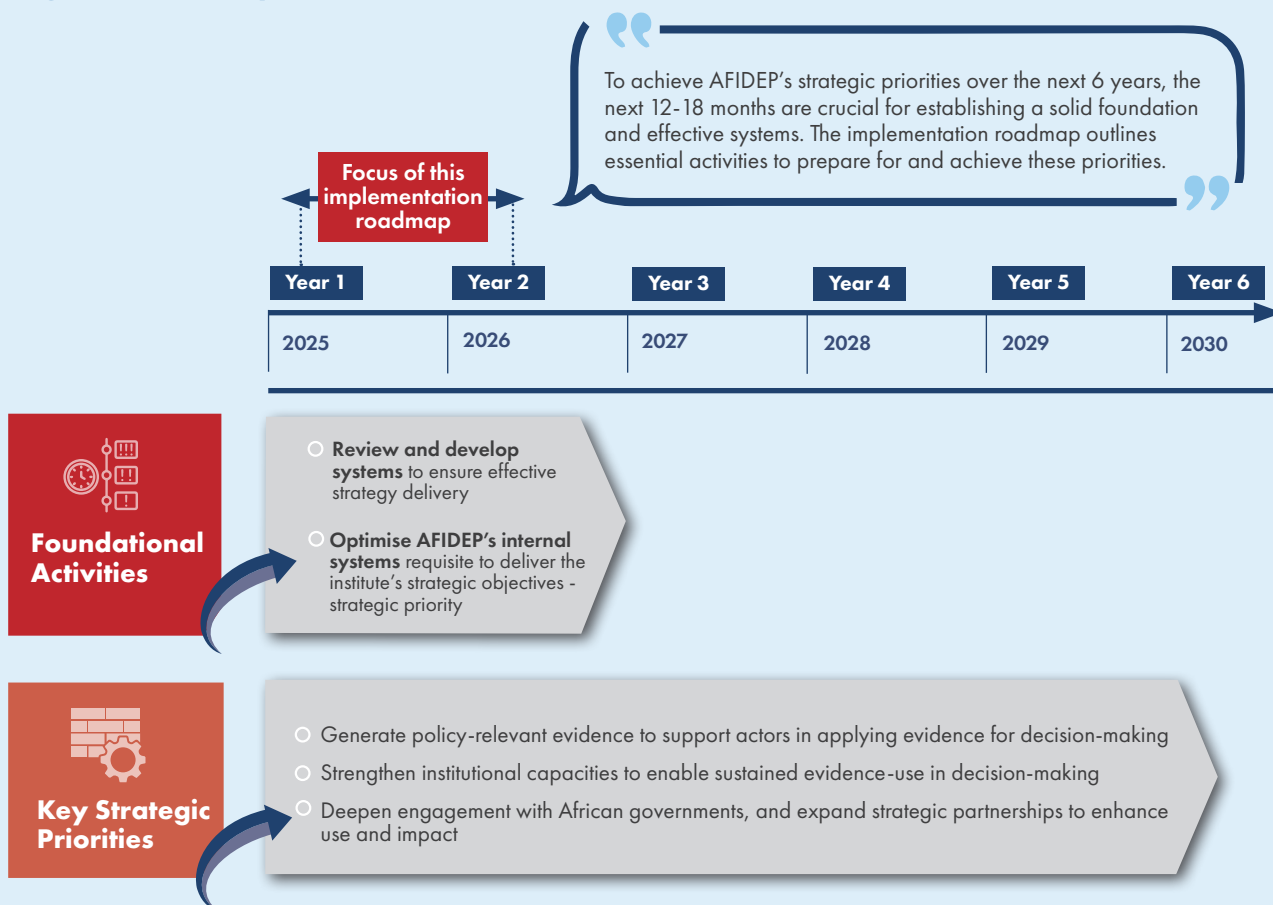 To achieve AFIDEP's strategic priorities over the next 6 years, the
next 12-18 months are crucial for establishing a solid foundation
and effective systems. The implementation roadmap outlines
essential activities to prepare for and achieve these priorities.
Focus of this
implementation
roadmap
Year 1
Year 2
Year 3
Year 4
Year 5
Year 6
2025
2026
2027
2028
2029
2030
Foundational
Activities
Review and develop
systems to ensure effective
strategy delivery
Optimise AFIDEP's internal
systems requisite to deliver the
institute's strategic objectives -
strategic priority
Key Strategic
Priorities
Generate policy-relevant evidence to support actors in applying evidence for decision-making
Strengthen institutional capacities to enable sustained evidence-use in decision-making
Deepen engagement with African governments, and expand strategic partnerships to enhance
use and impact